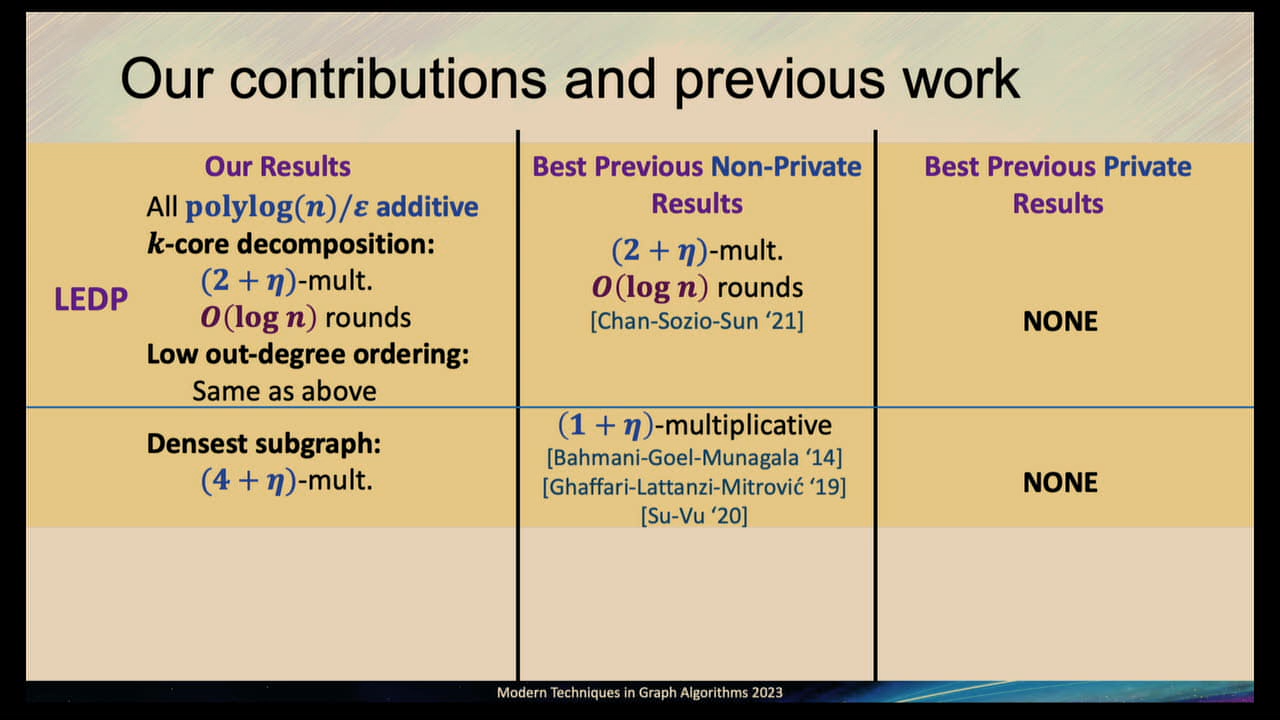 Our contributions and previous work
Our Results
All polylog(n)/ε additive
k-core decomposition:
(2 + η)-mult.
O(log n) rounds
Low out-degree ordering:
Same as above
LEDP
Best Previous Non-Private
Results
(2 + η)-mult.
O(log n) rounds
[Chan-Sozio-Sun ‘21]
Best Previous Private
Results
NONE
Densest subgraph:
(4 + η)-mult.
(1 + η)-multiplicative
[Bahmani-Goel-Munagala ‘14]
[Ghaffari-Lattanzi-Mitrović ‘19]
[Su-Vu ‘20]
NONE
Modern Techniques in Graph Algorithms 2023